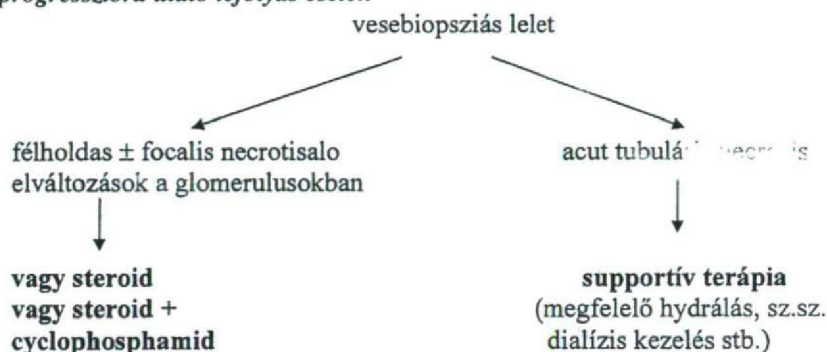 vesebiopsziás lelet
félholdas ± focalis necrotisalo
elváltozások a glomerulusokban
acut
vagy steroid
vagy steroid +
cyclophosphamid
supportív terápia
(megfelelő hydrálás, sz.sz.
dialízis kezelés stb.)